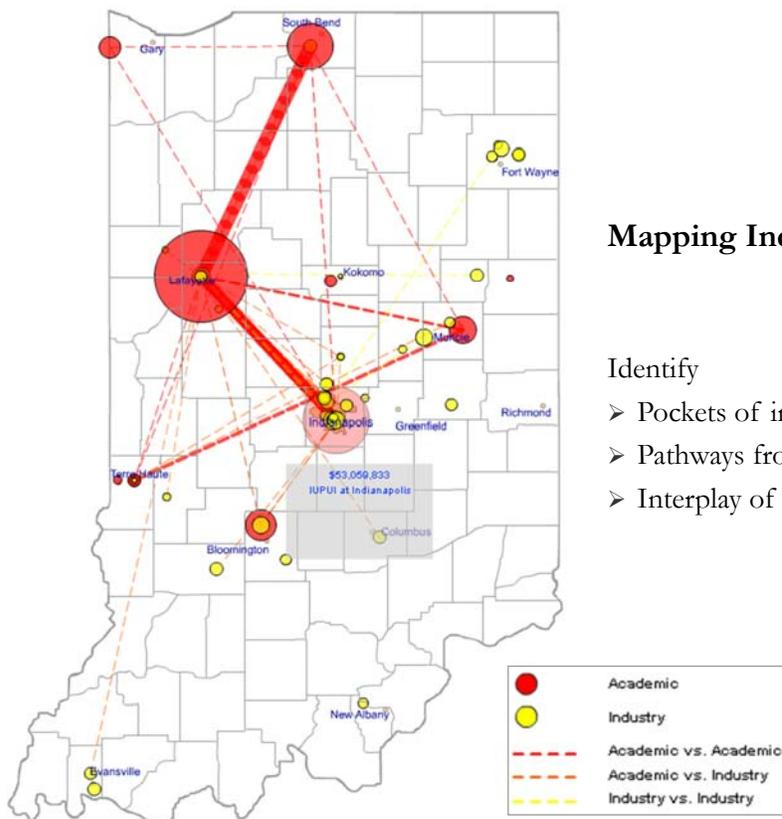 South Bend
Gary
Fort Wayne
Mapping Ind
Lafayette
Kokomo
Muncie
Identify
Indianapolis
Greenfield
Richmond
➢ Pockets of in
➢ Pathways fro
➢ Interplay of
Terre Haute
$53,059,833
IUPUI at Indianapolis
Columbus
Bloomington
New Albany
Evansville
Academic
Industry
Academic vs. Academic
Academic vs. Industry
Industry vs. Industry